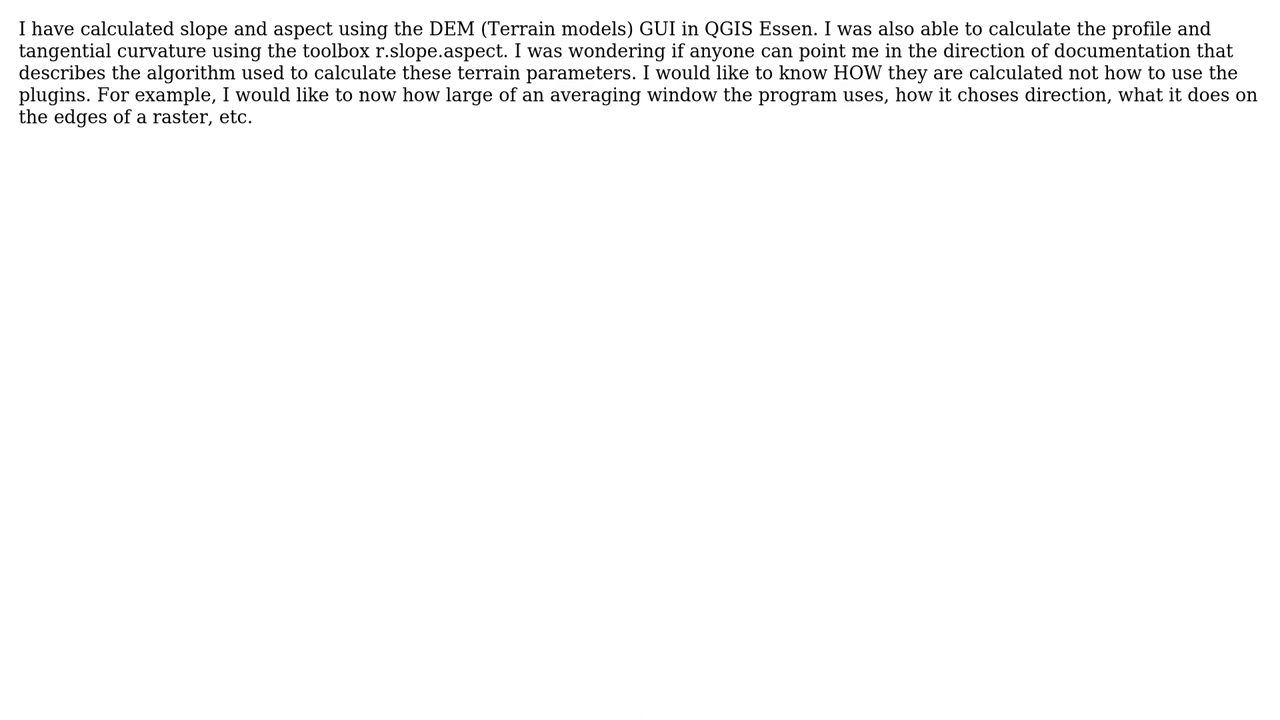 I have calculated slope and aspect using the DEM (Terrain models) GUI in QGIS Essen. I was also able to calculate the profile and
tangential curvature using the toolbox r.slope.aspect. I was wondering if anyone can point me in the direction of documentation that
describes the algorithm used to calculate these terrain parameters. I would like to know HOW they are calculated not how to use the
plugins. For example, I would like to now how large of an averaging window the program uses, how it choses direction, what it does on
the edges of a raster, etc.